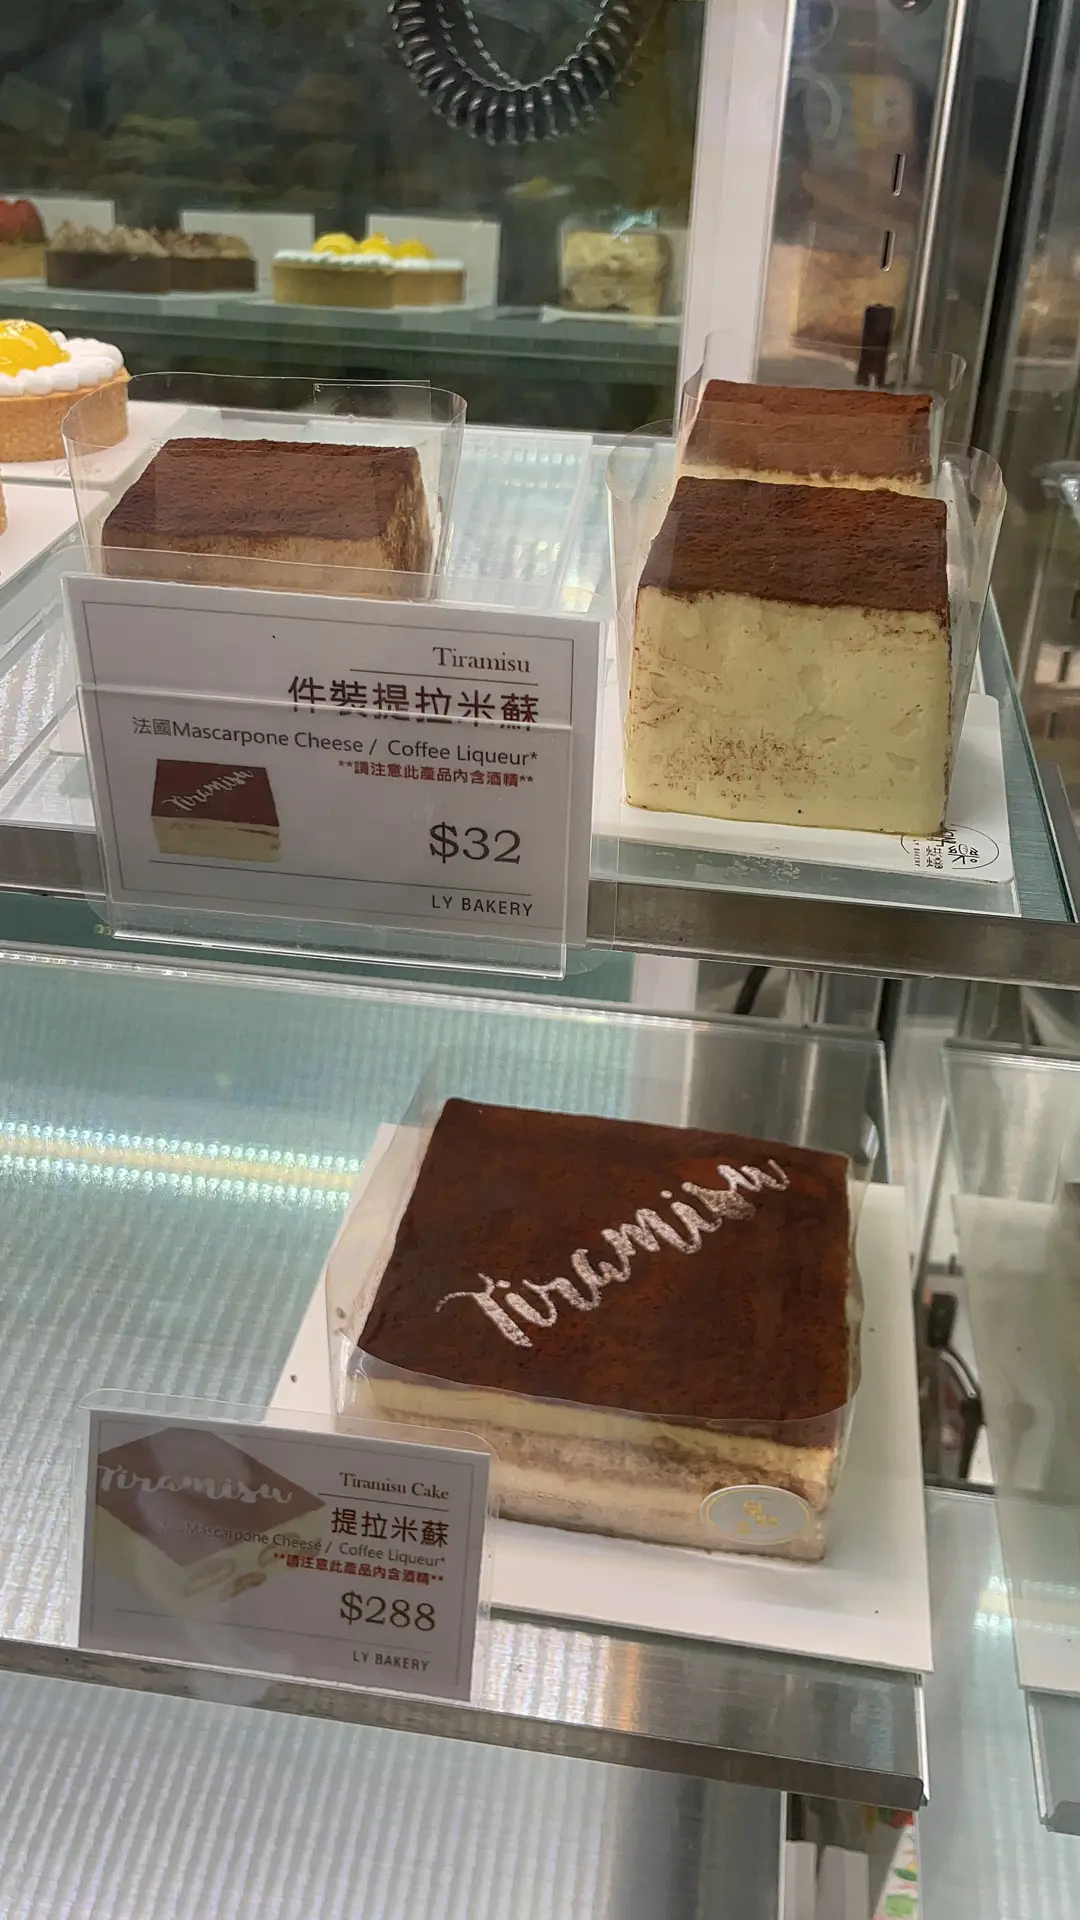 Tiramisu
件裝提拉米蘇
法國Mascarpone Cheese / Coffee Liqueur*
**請注意此產品內含酒精**
Tiramisu
$32
LY BAKERY
Tiramisu
Tiramisu
Tiramisu Cake
提拉米蘇
Mascarpone Cheese / Coffee Liqueur*
**請注意此產品內含酒精**
$288
LY BAKERY